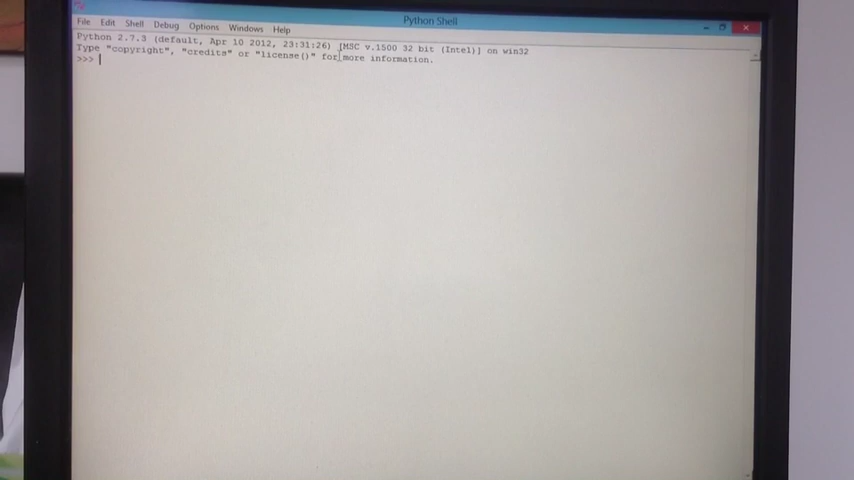 Python Shell
File Edit Shell Debug Options Windows Help
Python 2.7.3 (default, Apr 10 2012, 23:31:26) [MSC v.1500 32 bit (Intel)] on win32
Type "copyright", "credits" or "license()" for more information.
>>>